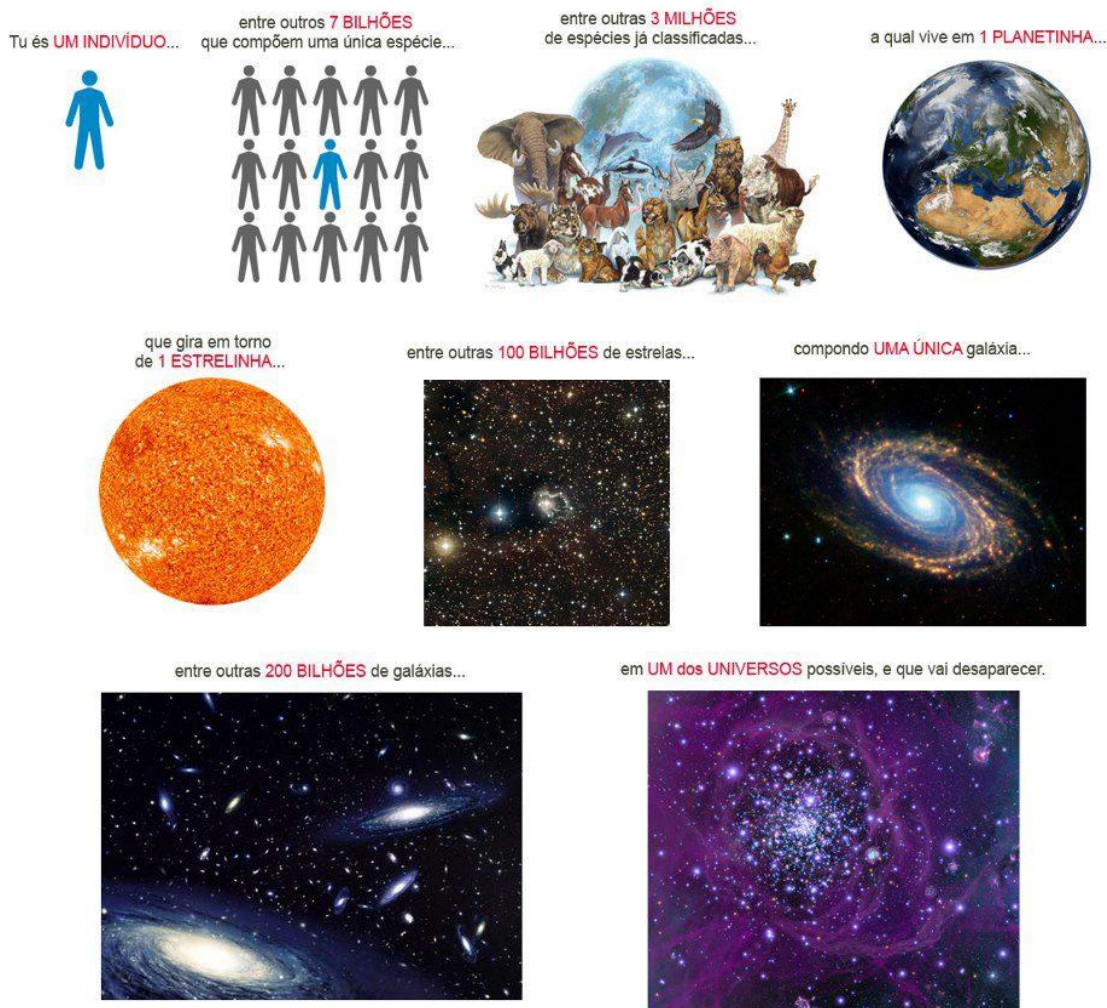 Tu és UM INDIVÍDUO...
entre outros 7 BILHÕES
que compõem uma única espécie...
entre outras 3 MILHÕES
de espécies já classificadas...
a qual vive em 1 PLANETINHA...
que gira em torno
de 1 ESTRELINHA...
entre outras 100 BILHÕES de estrelas...
compondo UMA ÚNICA galáxia...
entre outras 200 BILHÕES de galáxias...
em UM dos UNIVERSOS possíveis, e que vai desaparecer.